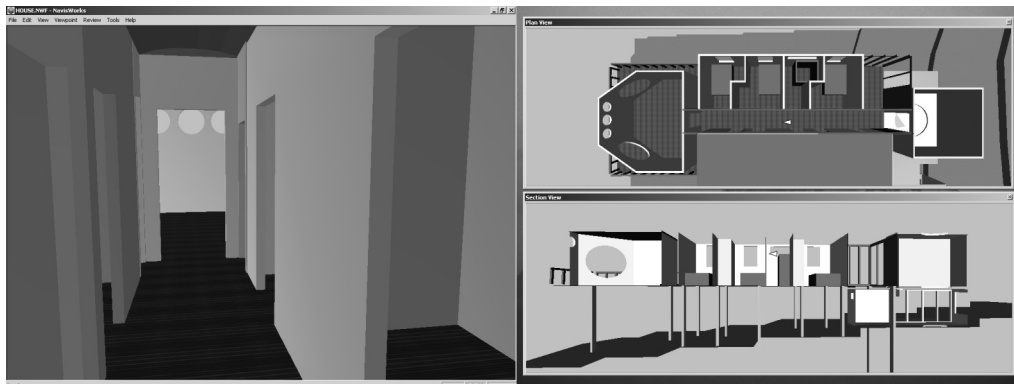 HOUSE.NWF - NavisWorks
File Edit View Viewpoint Review Tools Help
Plan View
Section View